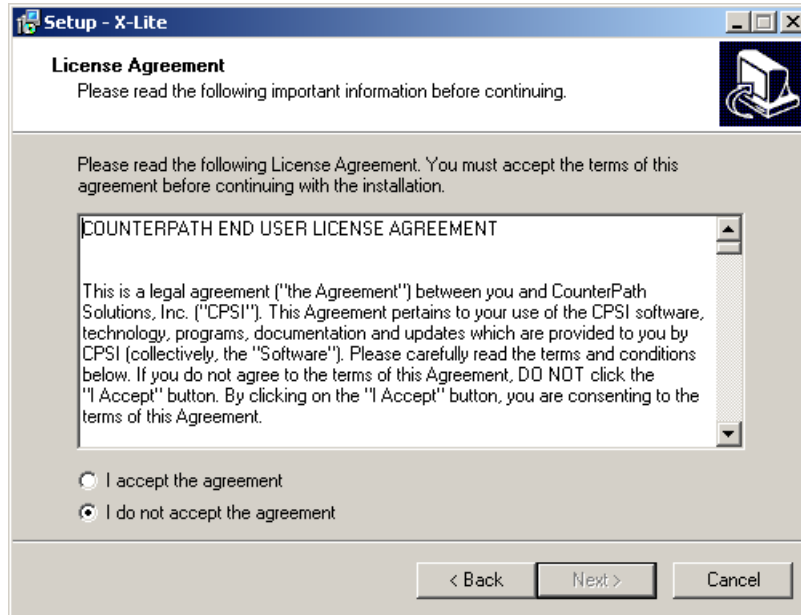 Setup - X-Lite
License Agreement
Please read the following important information before continuing.
Please read the following License Agreement. You must accept the terms of this
agreement before continuing with the installation.
COUNTERPATH END USER LICENSE AGREEMENT
This is a legal agreement ("the Agreement") between you and CounterPath
Solutions, Inc. ("CPSI"). This Agreement pertains to your use of the CPSI software,
technology, programs, documentation and updates which are provided to you by
CPSI (collectively, the "Software"). Please carefully read the terms and conditions
below. If you do not agree to the terms of this Agreement, DO NOT click the
"I Accept" button. By clicking on the "I Accept" button, you are consenting to the
terms of this Agreement.
I accept the agreement
I do not accept the agreement
< Back
Next >
Cancel